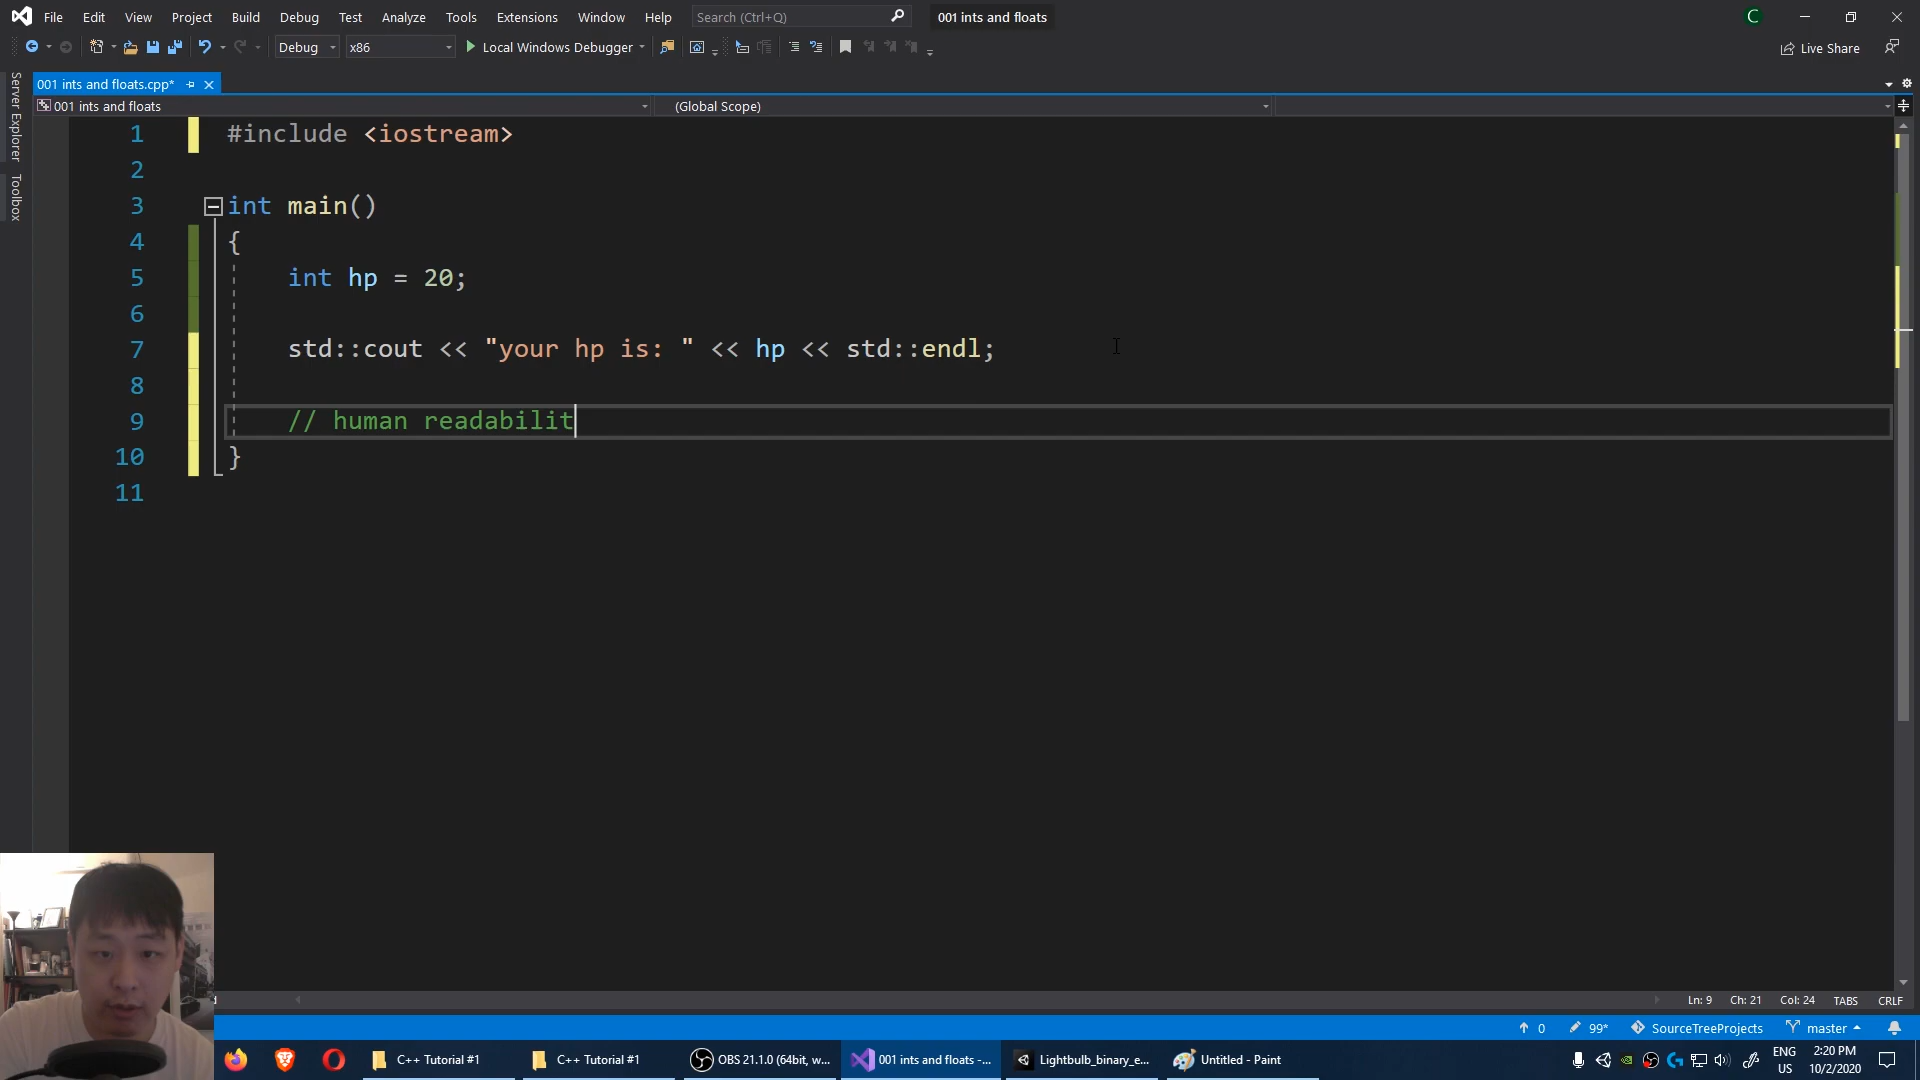 File Edit View Project Build Debug Test Analyze Tools Extensions Window Help Search (Ctrl+Q) 001 ints and floats C
Debug x86 Local Windows Debugger Live Share
Server Explorer
Toolbox
001 ints and floats.cpp*
001 ints and floats (Global Scope)
1 #include <iostream>
2
3 int main()
4 {
5 int hp = 20;
6
7 std::cout << "your hp is: " << hp << std::endl;
8
9 // human readabilit
10 }
11
Ln: 9 Ch: 21 Col: 24 TABS CRLF
0 99* SourceTreeProjects master
C++ Tutorial #1 C++ Tutorial #1 OBS 21.1.0 (64bit, w... 001 ints and floats -... Lightbulb_binary_e... Untitled - Paint ENG 2:20 PM
US 10/2/2020